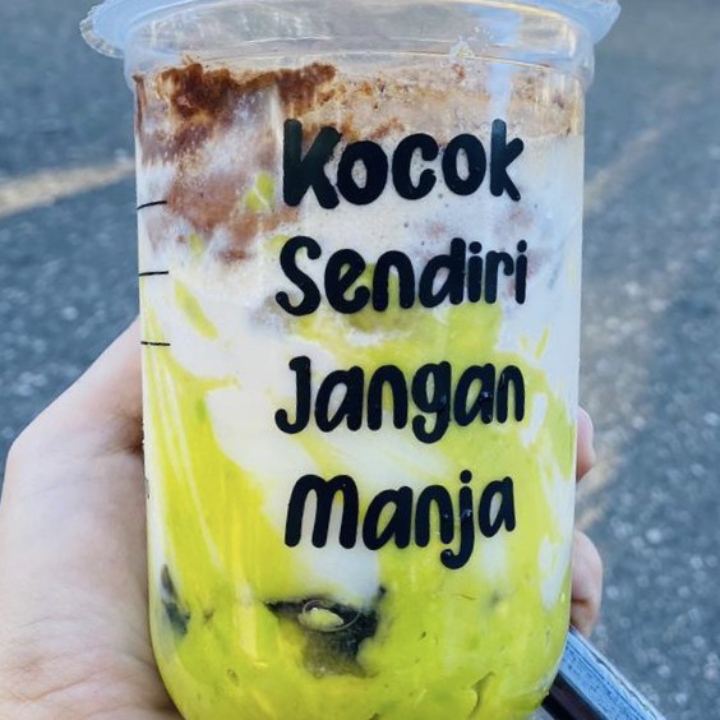 Kocok
Sendiri
Jangan
Manja